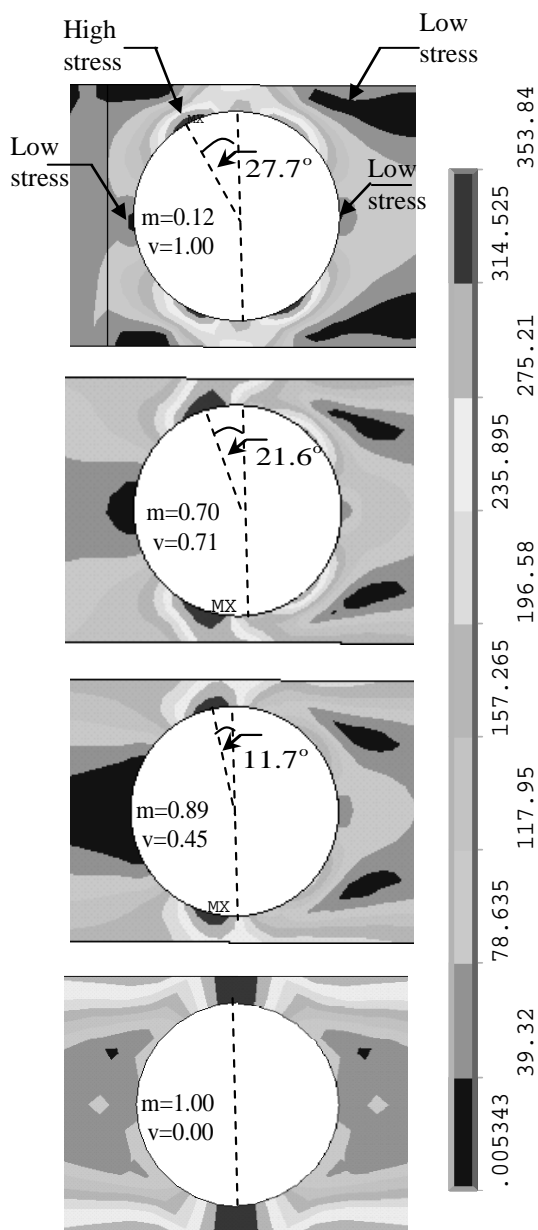 High
stress
Low
stress
MX
27.7°
Low
stress
Low
stress
m=0.12
v=1.00
21.6°
m=0.70
v=0.71
MX
11.7°
m=0.89
v=0.45
MX
m=1.00
v=0.00
353.84
314.525
275.21
235.895
196.58
157.265
117.95
78.635
39.32
.005343